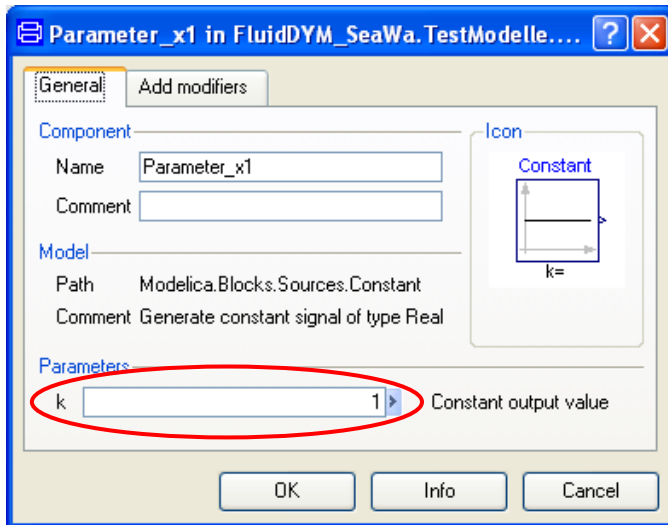 Parameter_x1 in FluidDYM_SeaWa.TestModelle....
General
Add modifiers
Component
Name Parameter_x1
Comment
Icon
Constant
k=
Model
Path Modelica.Blocks.Sources.Constant
Comment Generate constant signal of type Real
Parameters
k 1 Constant output value
OK Info Cancel